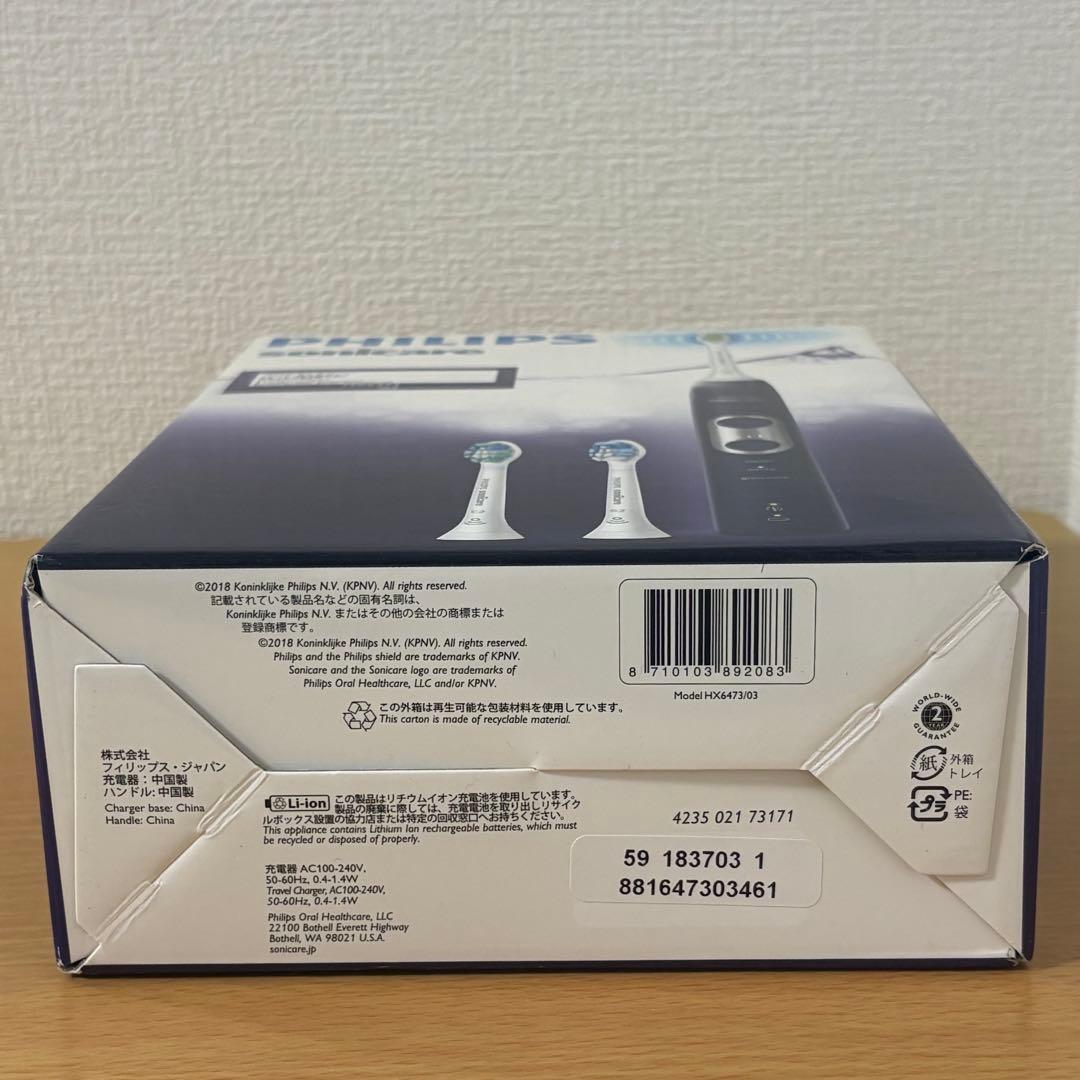 PHILIPS
sonicare
©2018 Koninklijke Philips N.V. (KPNV). All rights reserved.
記載されている製品名などの固有名詞は、
Koninklijke Philips N.V. またはその他の会社の商標または
登録商標です。
©2018 Koninklijke Philips N.V. (KPNV). All rights reserved.
Philips and the Philips shield are trademarks of KPNV.
Sonicare and the Sonicare logo are trademarks of
Philips Oral Healthcare, LLC and/or KPNV.
この外箱は再生可能な包装材料を使用しています。
This carton is made of recyclable material.
8 710103 892083
Model HX6473/03
WORLD-WIDE
2
YEARS
GUARANTEE
紙 外箱
トレイ
プラ PE:
袋
株式会社
フィリップス・ジャパン
充電器：中国製
ハンドル: 中国製
Charger base: China
Handle: China
Li-ion この製品はリチウムイオン充電池を使用しています。
製品の廃棄に際しては、充電電池を取り出しリサイク
ルボックス設置の協力店または特定の回収窓口へお持ちください。
This appliance contains Lithium Ion rechargeable batteries, which must
be recycled or disposed of properly.
充電器 AC100-240V,
50-60Hz, 0.4-1.4W
Travel Charger, AC100-240V,
50-60Hz, 0.4-1.4W
Philips Oral Healthcare, LLC
22100 Bothell Everett Highway
Bothell, WA 98021 U.S.A.
sonicare.jp
4235 021 73171
59 183703 1
881647303461